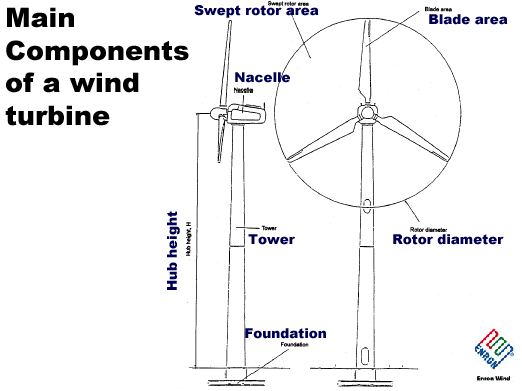 Main
Components
of a wind
turbine
Swept rotor area
Swept rotor area
Blade area
Blade area
Nacelle
Nacelle
Hub height
Hub height, H
Tower
Tower
Rotor diameter
Rotor diameter
Foundation
Foundation
ENRON
Enron Wind